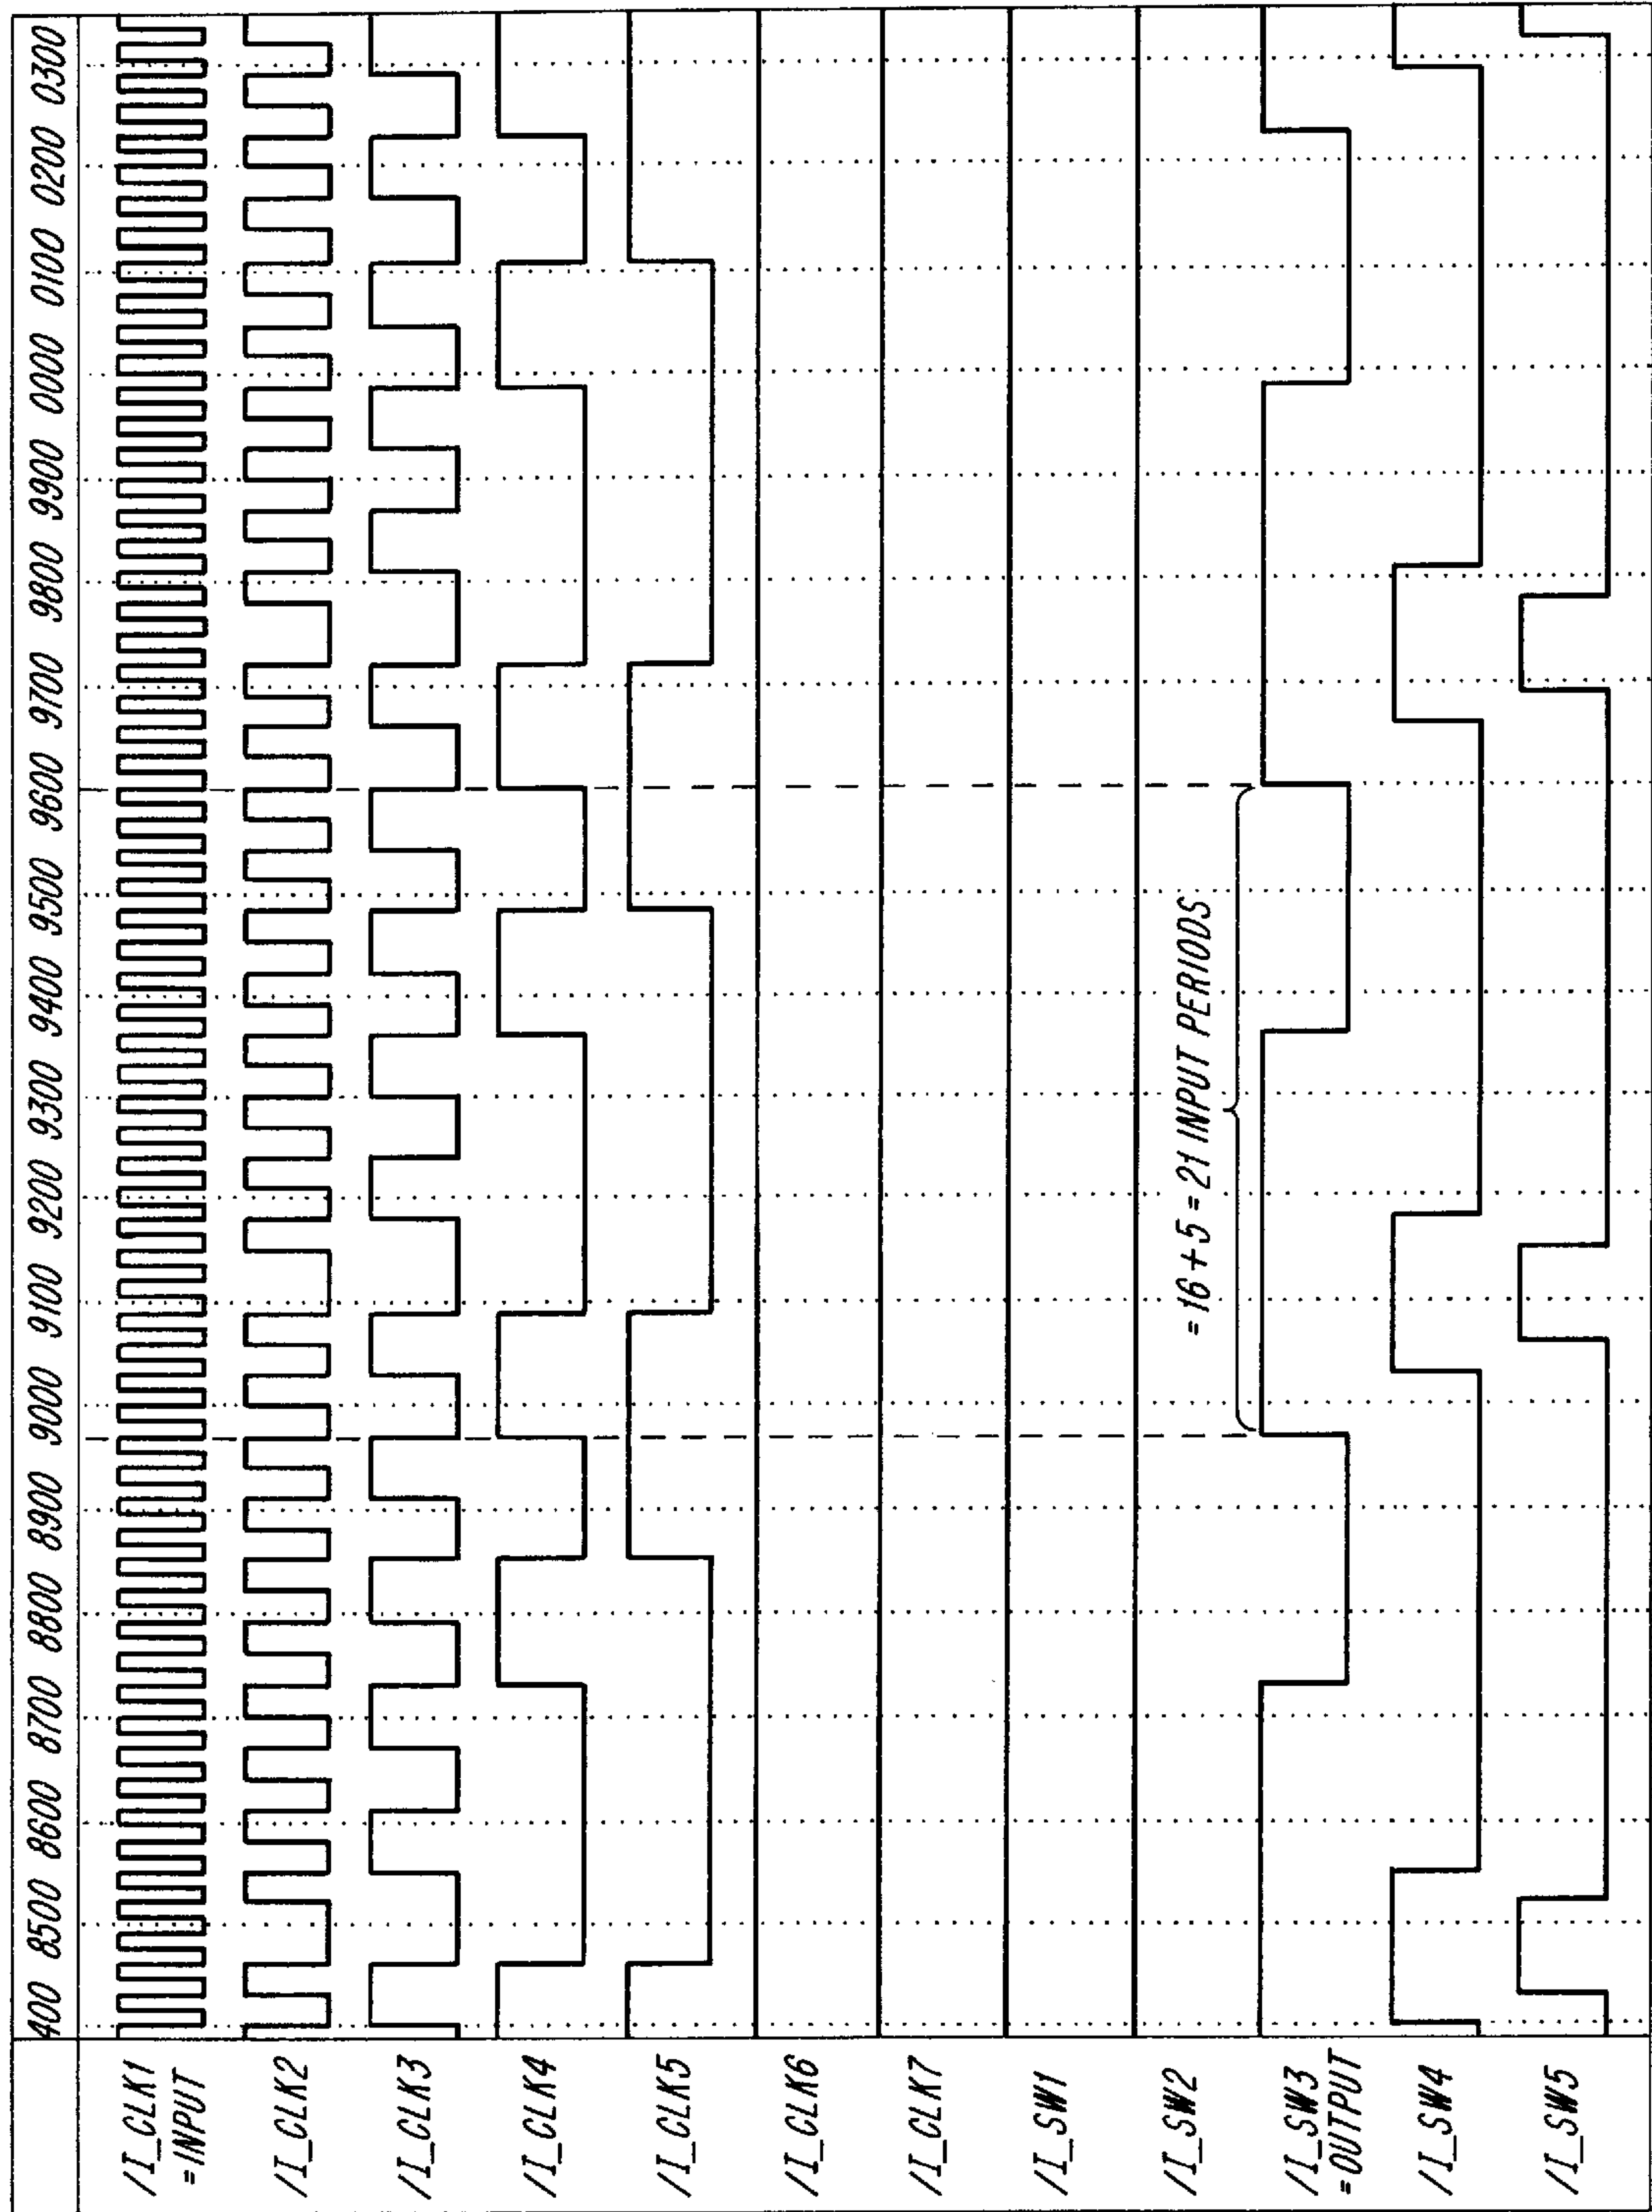 400 8500 8600 8700 8800 8900 9000 9100 9200 9300 9400 9500 9600 9700 9800 9900 0000 0100 0200 0300
/I_CLK1
=INPUT
/I_CLK2
/I_CLK3
/I_CLK4
/I_CLK5
/I_CLK6
/I_CLK7
/I_SW1
/I_SW2
= 16 + 5 = 21 INPUT PERIODS
/I_SW3
=OUTPUT
/I_SW4
/I_SW5